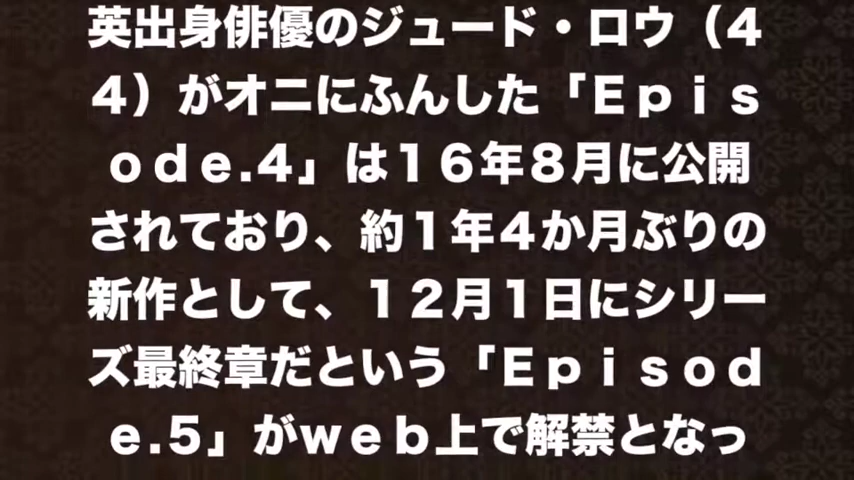 英出身俳優のジュード・ロウ（４
４）がオニにふんした「Ｅｐｉｓ
ｏｄｅ.４」は１６年８月に公開
されており、約１年４か月ぶりの
新作として、１２月１日にシリー
ズ最終章だという「Ｅｐｉｓｏｄ
ｅ.５」がｗｅｂ上で解禁となっ